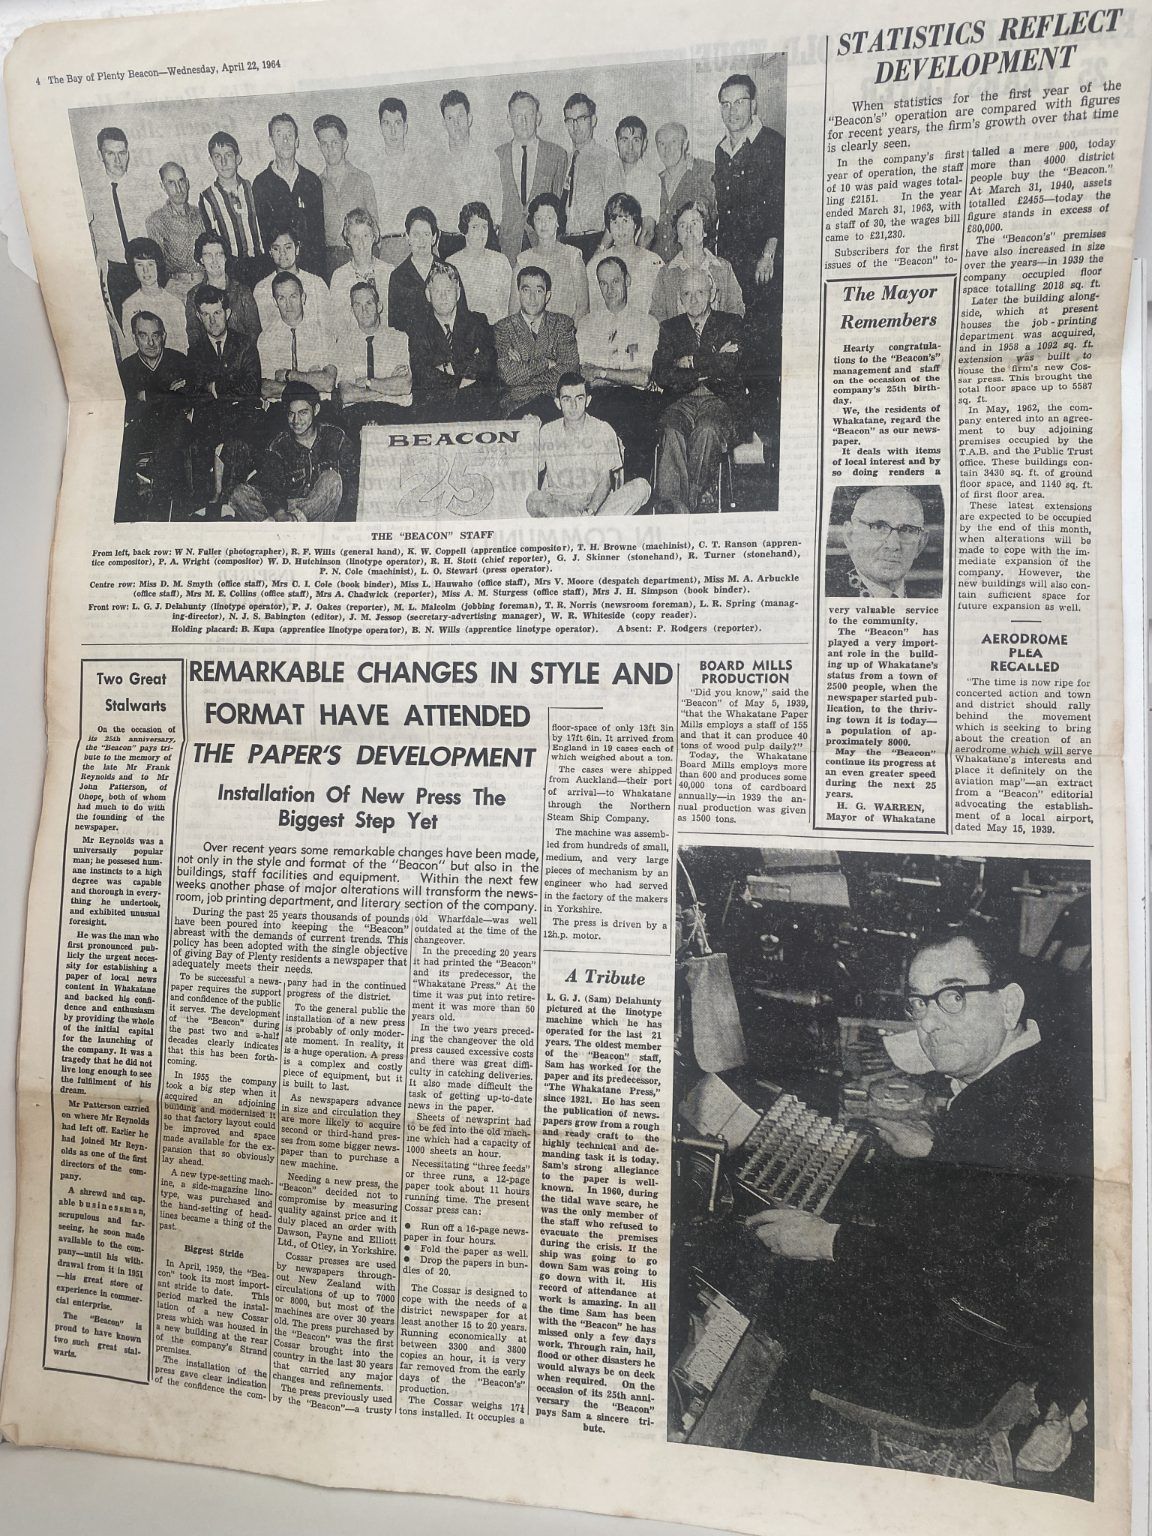 4 The Bay of Plenty Beacon—Wednesday, April 22, 1964
BEACON
25
THE "BEACON" STAFF
From left, back row: W N. Fuller (photographer), R. F. Wills (general hand), K. W. Coppell (apprentice compositor), T. H. Browne (machinist), C. T. Ranson (appren-
tice compositor), P. A. Wright (compositor) W. D. Hutchinson (linotype operator), R. H. Stott (chief reporter), G. J. Skinner (stonehand), R. Turner (stonehand),
P. N. Cole (machinist), L. O. Stewart (press operator).
Centre row: Miss D. M. Smyth (office staff), Mrs C. I. Cole (book binder), Miss L. Hauwaho (office staff), Mrs V. Moore (despatch department), Miss M. A. Arbuckle
(office staff), Mrs M. E. Collins (office staff), Mrs A. Chadwick (reporter), Miss A. M. Sturgess (office staff), Mrs J. H. Simpson (book binder).
Front row: L. G. J. Delahunty (linotype operator), P. J. Oakes (reporter), M. L. Malcolm (jobbing foreman), T. R. Norris (newsroom foreman), L. R. Spring (manag-
ing-director), N. J. S. Babington (editor), J. M. Jessop (secretary-advertising manager), W. R. Whiteside (copy reader).
Holding placard: B. Kupa (apprentice linotype operator), B. N. Wills (apprentice linotype operator). Absent: P. Rodgers (reporter).
STATISTICS REFLECT
DEVELOPMENT
When statistics for the first year of the
"Beacon's" operation are compared with figures
for recent years, the firm's growth over that time
is clearly seen.
In the company's first
year of operation, the staff
of 10 was paid wages total-
ling £2151. In the year
ended March 31, 1963, with
a staff of 30, the wages bill
came to £21,230.
Subscribers for the first
issues of the "Beacon" to-
talled a mere 900, today
more than 4000 district
people buy the "Beacon."
At March 31, 1940, assets
totalled £2455—today the
figure stands in excess of
£80,000.
The "Beacon's" premises
have also increased in size
over the years—in 1939 the
company occupied floor
space totalling 2018 sq. ft.
Later the building along-
side, which at present
houses the job-printing
department was acquired,
and in 1958 a 1092 sq. ft.
extension was built to
house the firm's new Cos-
sar press. This brought the
total floor space up to 5587
sq. ft.
In May, 1962, the com-
pany entered into an agree-
ment to buy adjoining
premises occupied by the
T.A.B. and the Public Trust
office. These buildings con-
tain 3430 sq. ft. of ground
floor space, and 1140 sq. ft.
of first floor area.
These latest extensions
are expected to be occupied
by the end of this month,
when alterations will be
made to cope with the im-
mediate expansion of the
company. However, the
new buildings will also con-
tain sufficient space for
future expansion as well.
The Mayor
Remembers
Hearty congratula-
tions to the "Beacon's"
management and staff
on the occasion of the
company's 25th birth-
day.
We, the residents of
Whakatane, regard the
"Beacon" as our news-
paper.
It deals with items
of local interest and by
so doing renders a
very valuable service
to the community.
The "Beacon" has
played a very import-
ant role in the build-
ing up of Whakatane's
status from a town of
2500 people, when the
newspaper started pub-
lication, to the thriv-
ing town it is today—
a population of ap-
proximately 8000.
May the "Beacon"
continue its progress at
an even greater speed
during the next 25
years.
H. G. WARREN,
Mayor of Whakatane
AERODROME
PLEA
RECALLED
"The time is now ripe for
concerted action and town
and district should rally
behind the movement
which is seeking to bring
about the creation of an
aerodrome which will serve
Whakatane's interests and
place it definitely on the
aviation map"—an extract
from a "Beacon" editorial
advocating the establish-
ment of a local airport,
dated May 15, 1939.
Two Great
Stalwarts
On the occasion of
its 25th anniversary,
the "Beacon" pays tri-
bute to the memory of
the late Mr Frank
Reynolds and to Mr
John Patterson, of
Ohope, both of whom
had much to do with
the founding of the
newspaper.
Mr Reynolds was a
universally popular
man; he possesed hum-
ane instincts to a high
degree was capable
and thorough in every-
thing he undertook,
and exhibited unusual
foresight.
He was the man who
first pronounced pub-
licly the urgent neces-
sity for establishing a
paper of local news
content in Whakatane
and backed his confi-
dence and enthusiasm
by providing the whole
of the initial capital
for the launching of
the company. It was a
tragedy that he did not
live long enough to see
the fulfilment of his
dream.
Mr Patterson carried
on where Mr Reynolds
had left off. Earlier he
had joined Mr Reyn-
olds as one of the first
directors of the com-
pany.
A shrewd and cap-
able businessman,
scrupulous and far-
seeing, he soon made
available to the com-
pany—until his with-
drawal from it in 1951
—his great store of
experience in commer-
cial enterprise.
The "Beacon" is
proud to have known
two such great stal-
warts.
REMARKABLE CHANGES IN STYLE AND
FORMAT HAVE ATTENDED
THE PAPER'S DEVELOPMENT
Installation Of New Press The
Biggest Step Yet
Over recent years some remarkable changes have been made,
not only in the style and format of the "Beacon" but also in the
buildings, staff facilities and equipment. Within the next few
weeks another phase of major alterations will transform the news-
room, job printing department, and literary section of the company.
During the past 25 years thousands of pounds
have been poured into keeping the "Beacon"
abreast with the demands of current trends. This
policy has been adopted with the single objective
of giving Bay of Plenty residents a newspaper that
adequately meets their needs.
To be successful a news-
paper requires the support
and confidence of the public
it serves. The development
of the "Beacon" during
the past two and a-half
decades clearly indicates
that this has been forth-
coming.
In 1955 the company
took a big step when it
acquired an adjoining
building and modernised it
so that factory layout could
be improved and space
made available for the ex-
pansion that so obviously
lay ahead.
A new type-setting mach-
ine, a side-magazine lino-
type, was purchased and
the hand-setting of head-
lines became a thing of the
past.
Biggest Stride
In April, 1959, the "Bea-
con" took its most import-
ant stride to date. This
period marked the instal-
lation of a new Cossar
press which was housed in
a new building at the rear
of the company's Strand
premises.
The installation of the
press gave clear indication
of the confidence the com-
pany had in the continued
progress of the district.
To the general public the
installation of a new press
is probably of only moder-
ate moment. In reality, it
is a huge operation. A press
is a complex and costly
piece of equipment, but it
is built to last.
As newspapers advance
in size and circulation they
are more likely to acquire
second or third-hand pres-
ses from some bigger news-
paper than to purchase a
new machine.
Needing a new press, the
"Beacon" decided not to
compromise by measuring
quality against price and it
duly placed an order with
Dawson, Payne and Elliott
Ltd., of Otley, in Yorkshire.
Cossar presses are used
by newspapers through-
out New Zealand with
circulations of up to 7000
or 8000, but most of the
machines are over 30 years
old. The press purchased by
the "Beacon" was the first
Cossar brought into the
country in the last 30 years
that carried any major
changes and refinements.
The press previously used
by the "Beacon"—a trusty
old Wharfdale—was well
outdated at the time of the
changeover.
In the preceding 20 years
it had printed the "Beacon"
and its predecessor, the
"Whakatane Press." At the
time it was put into retire-
ment it was more than 50
years old.
In the two years preced-
ing the changeover the old
press caused excessive costs
and there was great diffi-
culty in catching deliveries.
It also made difficult the
task of getting up-to-date
news in the paper.
Sheets of newsprint had
to be fed into the old mach-
ine which had a capacity of
1000 sheets an hour.
Necessitating "three feeds"
or three runs, a 12-page
paper took about 11 hours
running time. The present
Cossar press can:
● Run off a 16-page news-
paper in four hours.
● Fold the paper as well.
● Drop the papers in bun-
dles of 20.
The Cossar is designed to
cope with the needs of a
district newspaper for at
least another 15 to 20 years.
Running economically at
between 3300 and 3800
copies an hour, it is very
far removed from the early
days of the "Beacon's"
production.
The Cossar weighs 17½
tons installed. It occupies a
floor-space of only 13ft 3in
by 17ft 6in. It arrived from
England in 19 cases each of
which weighed about a ton.
The cases were shipped
from Auckland—their port
of arrival—to Whakatane
through the Northern
Steam Ship Company.
The machine was assemb-
led from hundreds of small,
medium, and very large
pieces of mechanism by an
engineer who had served
in the factory of the makers
in Yorkshire.
The press is driven by a
12h.p. motor.
BOARD MILLS
PRODUCTION
"Did you know," said the
"Beacon" of May 5, 1939,
"that the Whakatane Paper
Mills employs a staff of 155
and that it can produce 40
tons of wood pulp daily?"
Today, the Whakatane
Board Mills employs more
than 600 and produces some
40,000 tons of cardboard
annually—in 1939 the an-
nual production was given
as 1500 tons.
A Tribute
L. G. J. (Sam) Delahunty
pictured at the linotype
machine which he has
operated for the last 21
years. The oldest member
of the "Beacon" staff,
Sam has worked for the
paper and its predecessor,
"The Whakatane Press,"
since 1921. He has seen
the publication of news-
papers grow from a rough
and ready craft to the
highly technical and de-
manding task it is today.
Sam's strong allegiance
to the paper is well-
known. In 1960, during
the tidal wave scare, he
was the only member of
the staff who refused to
evacuate the premises
during the crisis. If the
ship was going to go
down Sam was going to
go down with it. His
record of attendance at
work is amazing. In all
the time Sam has been
with the "Beacon" he has
missed only a few days
work. Through rain, hail,
flood or other disasters he
would always be on deck
when required. On the
occasion of its 25th anni-
versary the "Beacon"
pays Sam a sincere tri-
bute.